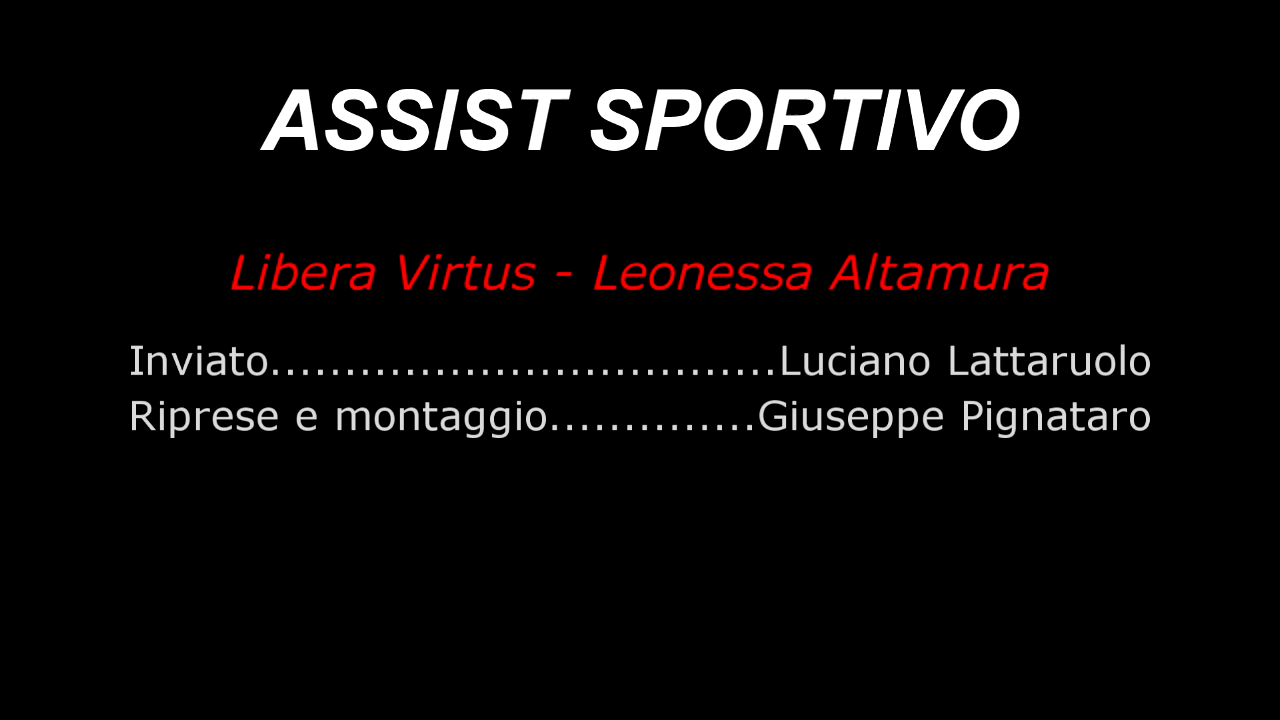 ASSIST SPORTIVO
Libera Virtus - Leonessa Altamura
Inviato..................................Luciano Lattaruolo
Riprese e montaggio..............Giuseppe Pignataro